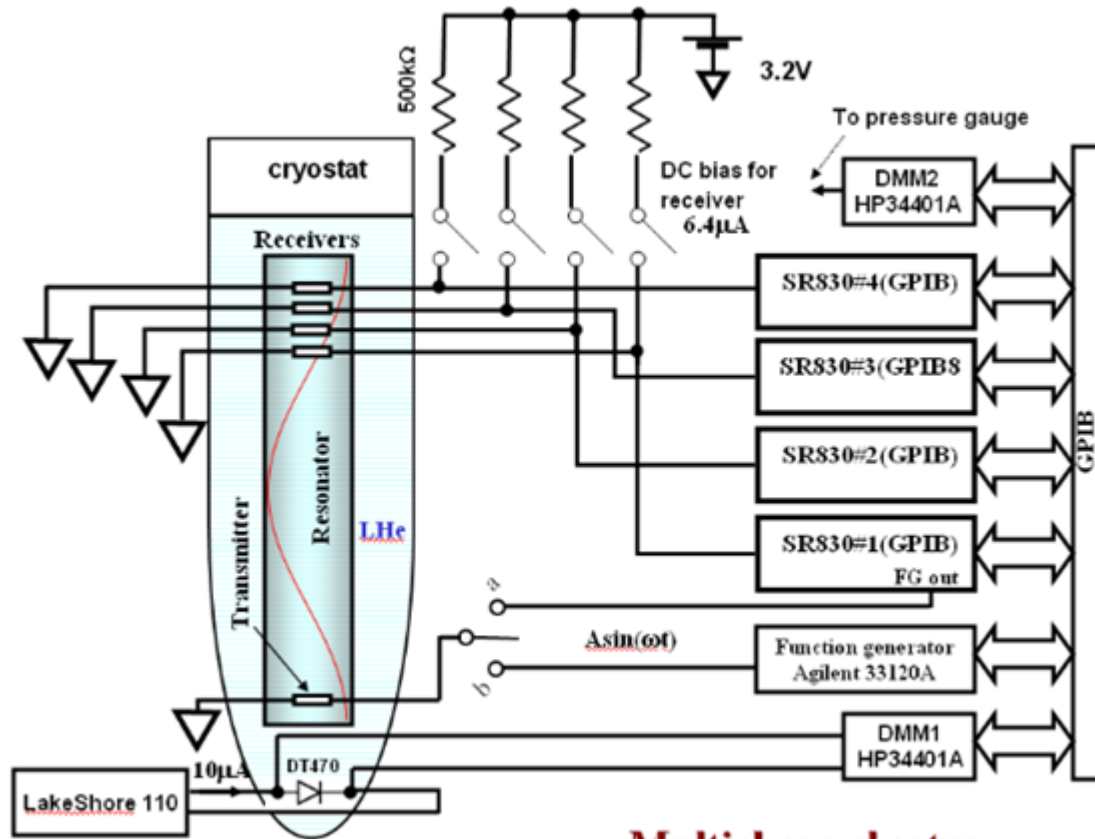 500kΩ
3.2V
To pressure gauge
cryostat
DC bias for
receiver
6.4μA
DMM2
HP34401A
Receivers
SR830#4(GPIB)
SR830#3(GPIB8
SR830#2(GPIB)
SR830#1(GPIB)
FG out
GPIB
Transmitter
Resonator
LHe
a
Asin(ωt)
b
Function generator
Agilent 33120A
DMM1
HP34401A
10μA
DT470
LakeShore 110